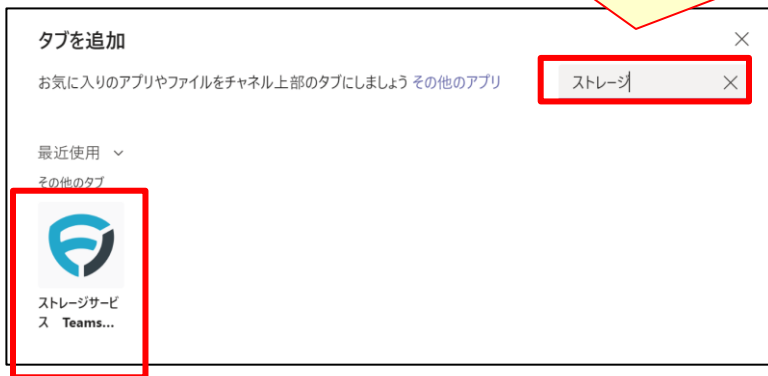 タブを追加
お気に入りのアプリやファイルをチャネル上部のタブにしましょう その他のアプリ
ストレージ
最近使用
その他のタブ
ストレージサービ
ス Teams...